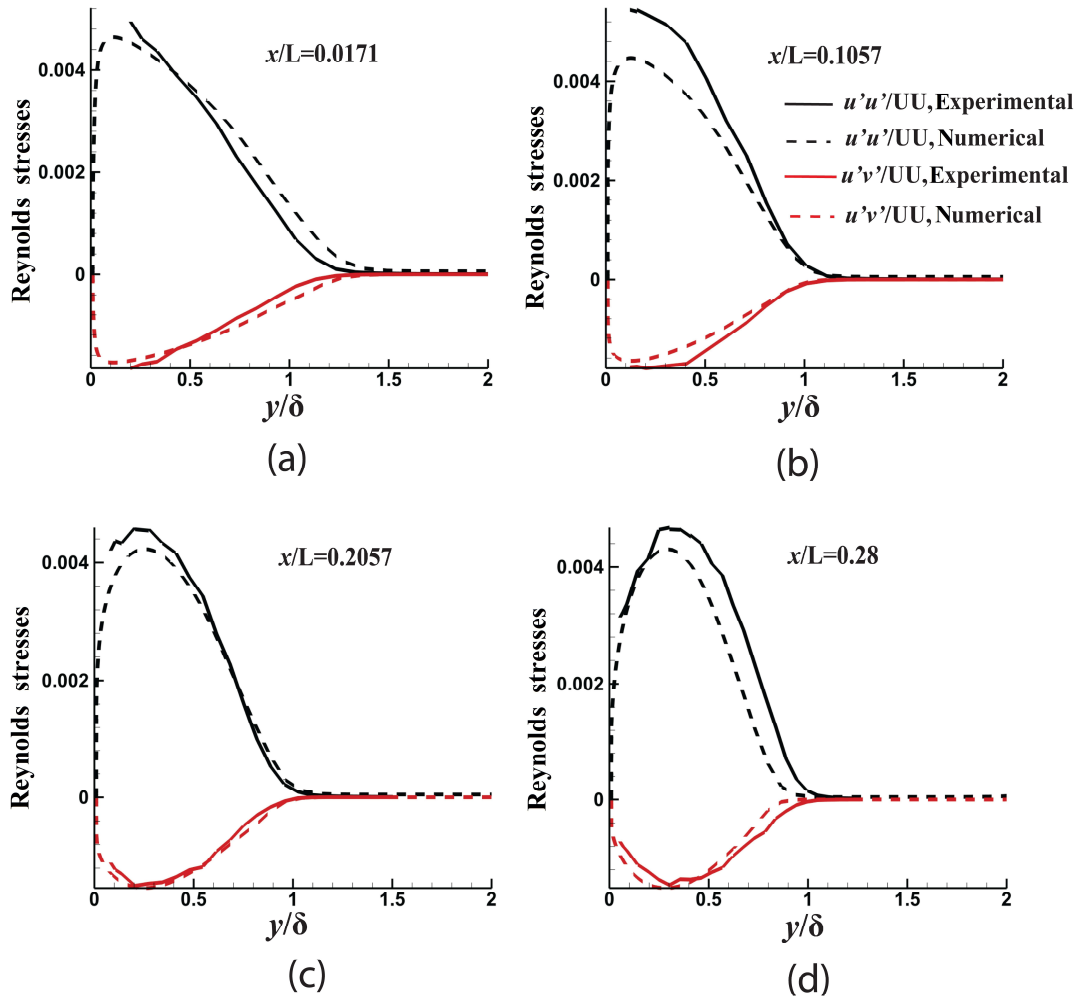 x/L=0.0171
Reynolds stresses
0.004
0.002
0
0 0.5 1 1.5 2
y/δ
(a)
x/L=0.1057
u'u'/UU,Experimental
u'u'/UU,Numerical
u'v'/UU,Experimental
u'v'/UU,Numerical
Reynolds stresses
0.004
0.002
0
0 0.5 1 1.5 2
y/δ
(b)
x/L=0.2057
Reynolds stresses
0.004
0.002
0
0 0.5 1 1.5 2
y/δ
(c)
x/L=0.28
Reynolds stresses
0.004
0.002
0
0 0.5 1 1.5 2
y/δ
(d)